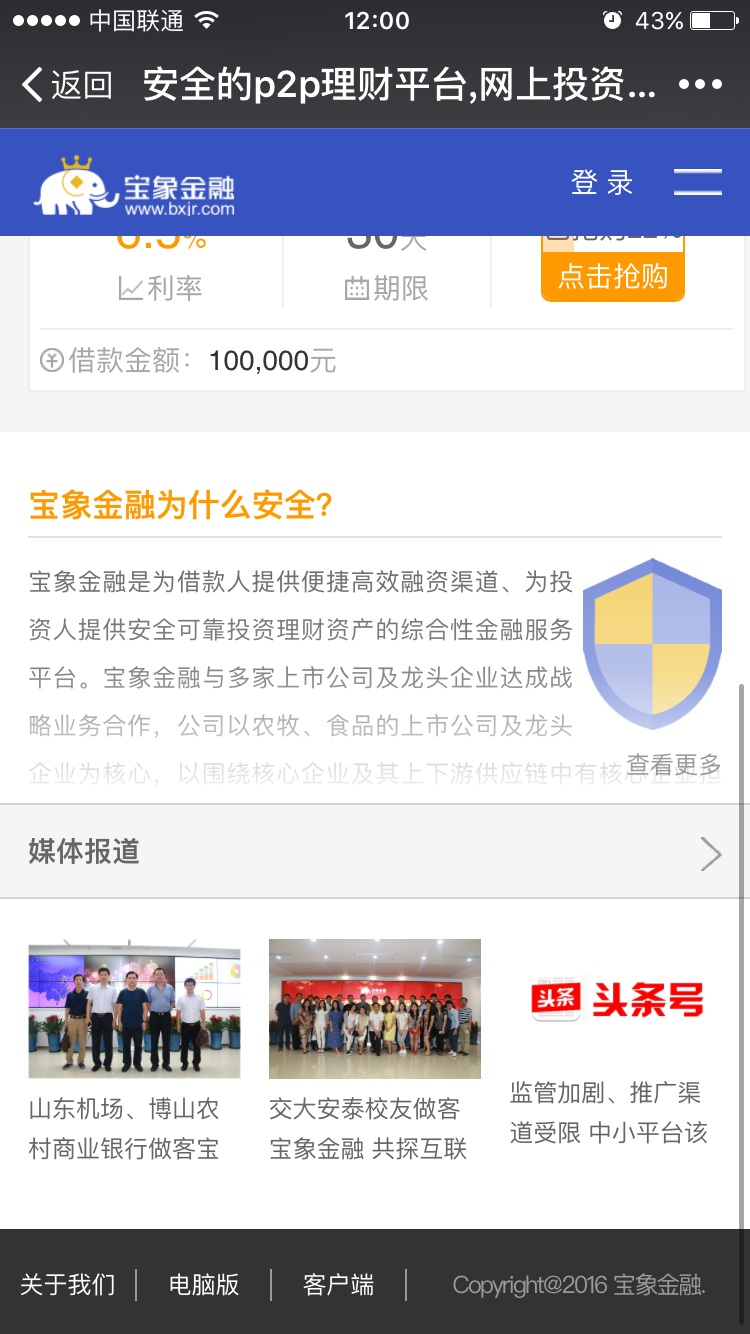 中国联通 12:00 43%
返回 安全的p2p理财平台,网上投资...
宝象金融
www.bxjr.com
登 录
6.5%
30天
利率
期限
点击抢购
借款金额： 100,000元
宝象金融为什么安全?
宝象金融是为借款人提供便捷高效融资渠道、为投
资人提供安全可靠投资理财资产的综合性金融服务
平台。宝象金融与多家上市公司及龙头企业达成战
略业务合作，公司以农牧、食品的上市公司及龙头
企业为核心，以围绕核心企业及其上下游供应链中有核心企业担
查看更多
媒体报道
山东机场、博山农
村商业银行做客宝
交大安泰校友做客
宝象金融 共探互联
头条 头条号
监管加剧、推广渠
道受限 中小平台该
关于我们 电脑版 客户端 Copyright@2016 宝象金融.